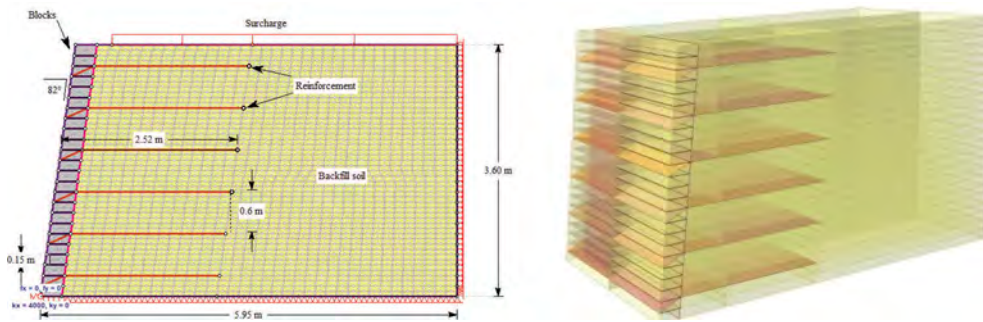 Blocks
Surcharge
82°
Reinforcement
2.52 m
Backfill soil
3.60 m
0.6 m
0.15 m
fx = 0, fy = 0
kx = 4000, ky = 0
5.95 m